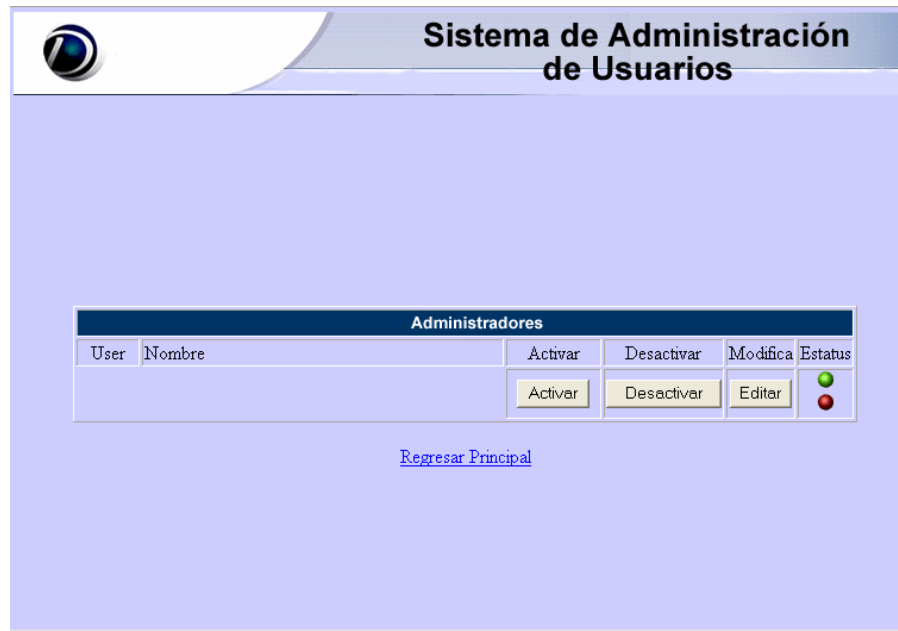 Sistema de Administración
de Usuarios
Administradores
User Nombre Activar Desactivar Modifica Estatus
Activar Desactivar Editar
Regresar Principal